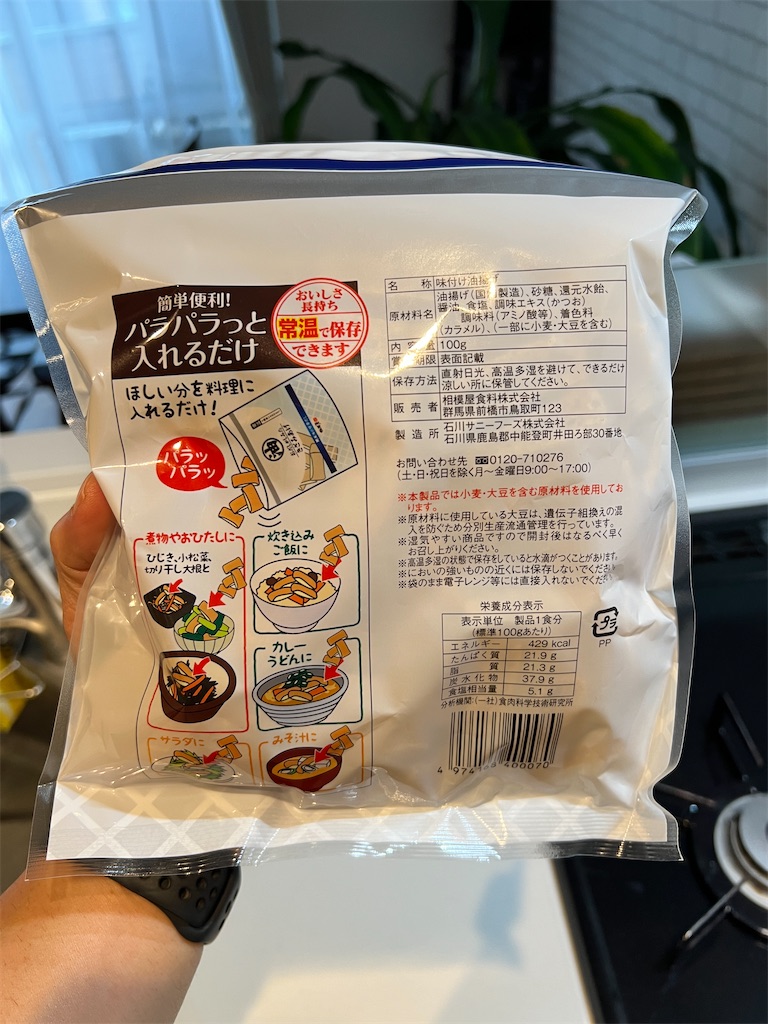 簡単便利!
パラパラっと
入れるだけ
おいしさ
長持ち
常温で保存
できます
ほしい分を料理に
入れるだけ!
パラッ
パラッ
煮物やおひたしに
ひじき、小松菜、
切り干し大根と
炊き込み
ご飯に
カレー
うどんに
サラダに
みそ汁に
名 称 味付け油揚げ
原材料名 油揚げ(国内製造)、砂糖、還元水飴、
醤油、食塩、調味エキス(かつお)
調味料(アミノ酸等)、着色料
(カラメル)、(一部に小麦・大豆を含む)
内 容 100g
賞 期限 表面記載
保存方法 直射日光、高温多湿を避けて、できるだけ
涼しい所に保管してください。
販 売 者 相模屋食料株式会社
群馬県前橋市鳥取町123
製 造 所 石川サニーフーズ株式会社
石川県鹿島郡中能登町井田ろ部30番地
お問い合わせ先 0120-710276
(土・日・祝日を除く月〜金曜日9:00〜17:00)
※本製品では小麦・大豆を含む原材料を使用してお
ります。
※原材料に使用している大豆は、遺伝子組換えの混
入を防ぐため分別生産流通管理を行っています。
※湿気やすい商品ですので開封後はなるべく早く
お召し上がりください。
※高温多湿の状態で保存をしていると水滴がつくことがあります。
※においの強いものの近くには保存しないでください
※袋のまま電子レンジ等には直接入れないでくだ
栄養成分表示
表示単位 製品1食分
(標準100gあたり)
エネルギー 429 kcal
たんぱく質 21.9 g
脂 質 21.3 g
炭水化物 37.9 g
食塩相当量 5.1 g
分析機関:(一社)食肉科学技術研究所
プラ
PP
4 974 400070